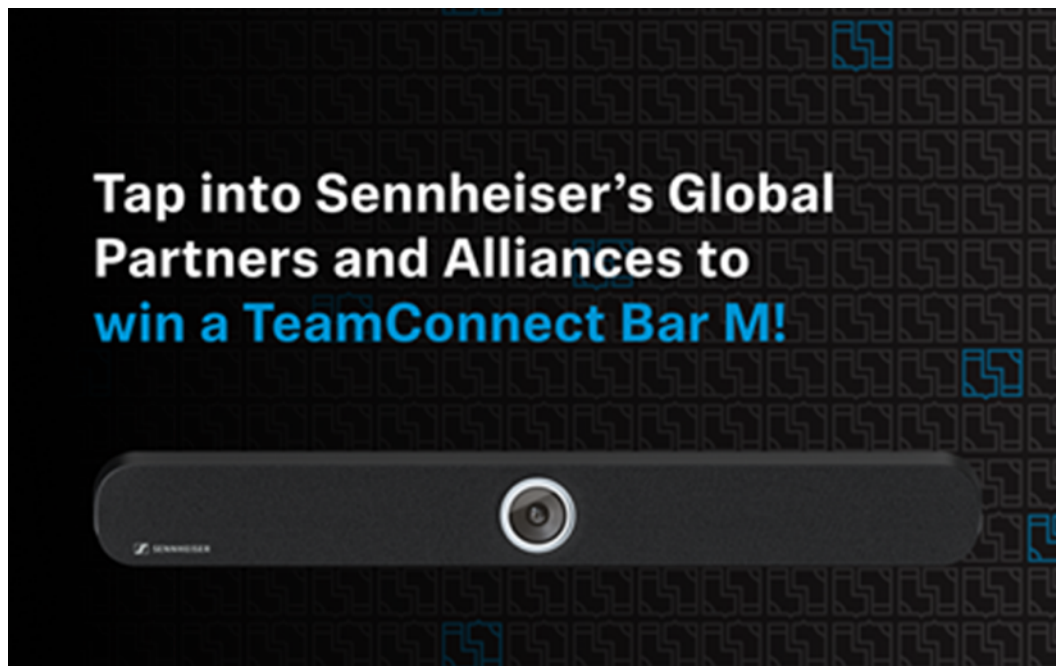 Tap into Sennheiser’s Global
Partners and Alliances to
win a TeamConnect Bar M!
SENNHEISER